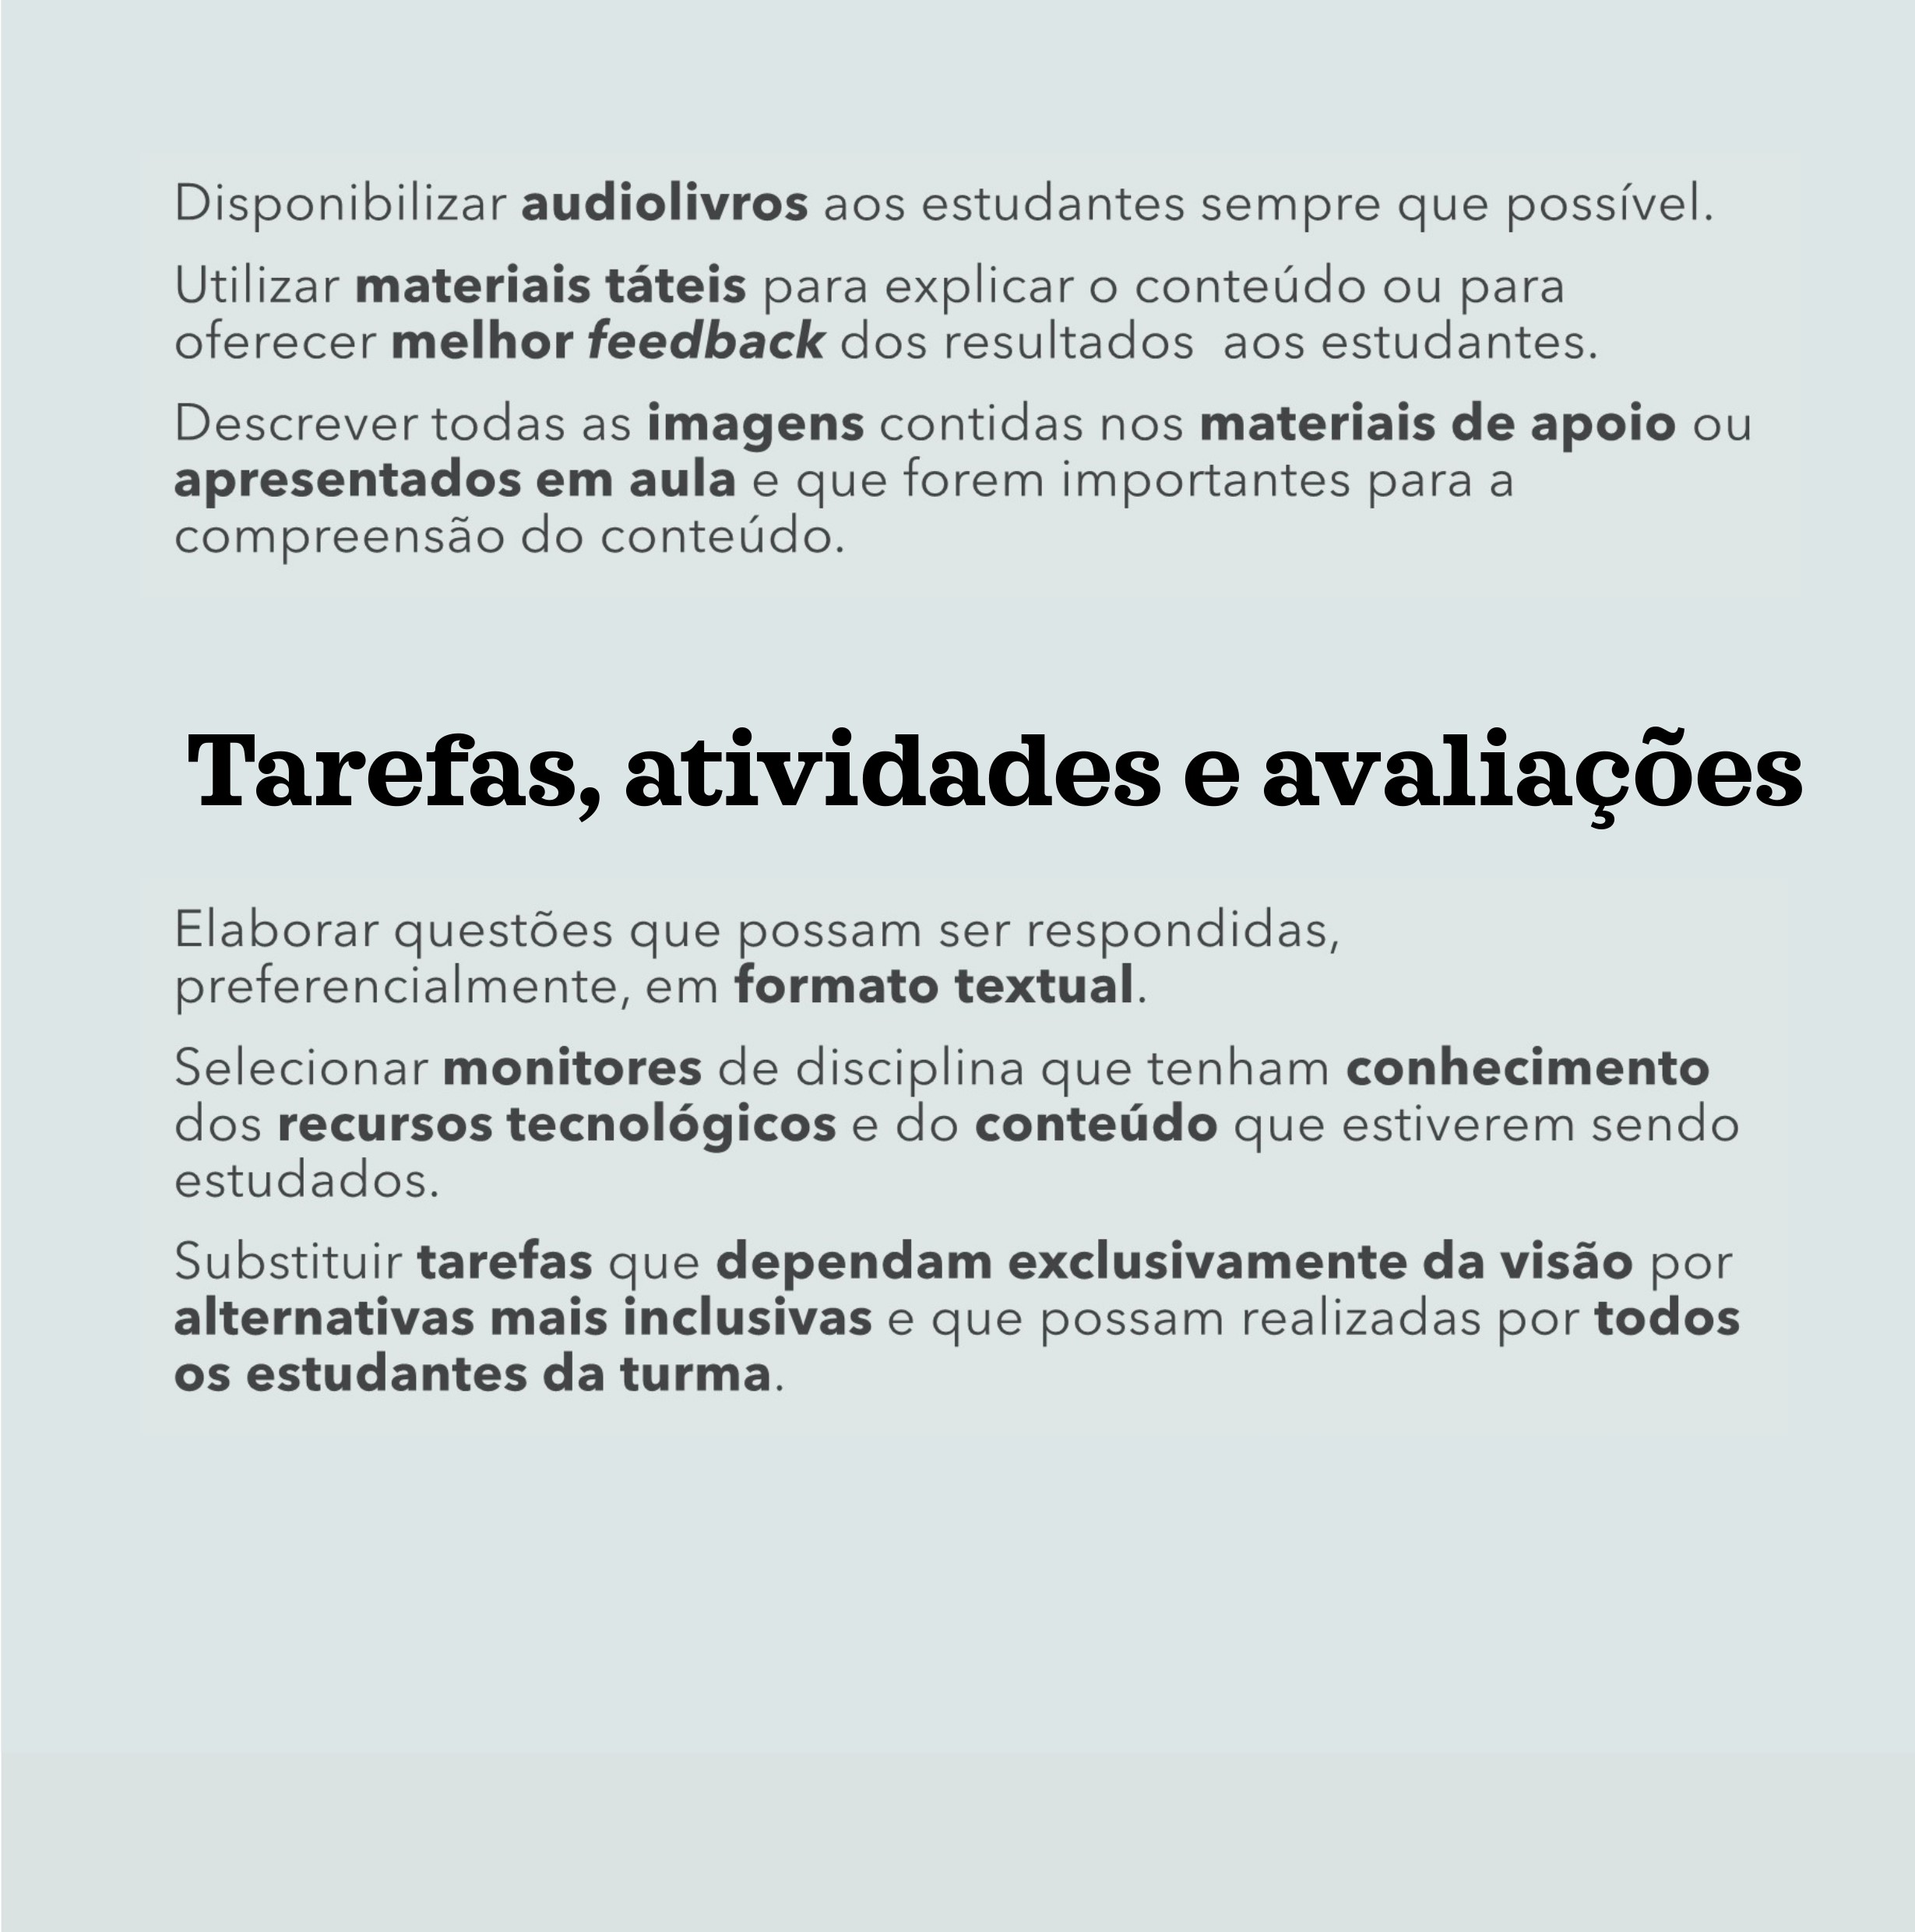 Disponibilizar audiolivros aos estudantes sempre que possível.
Utilizar materiais táteis para explicar o conteúdo ou para
oferecer melhor feedback dos resultados  aos estudantes.
Descrever todas as imagens contidas nos materiais de apoio ou
apresentados em aula e que forem importantes para a
compreensão do conteúdo.
Tarefas, atividades e avaliações
Elaborar questões que possam ser respondidas,
preferencialmente, em formato textual.
Selecionar monitores de disciplina que tenham conhecimento
dos recursos tecnológicos e do conteúdo que estiverem sendo
estudados.
Substituir tarefas que dependam exclusivamente da visão por
alternativas mais inclusivas e que possam realizadas por todos
os estudantes da turma.